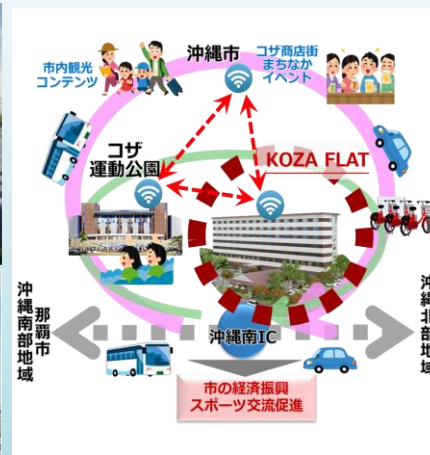 沖縄市
市内観光
コンテンツ
コザ商店街
まちなか
イベント
コザ
運動公園
KOZA FLAT
沖縄南部地域
那覇市
沖縄南IC
沖縄北部地域
市の経済振興
スポーツ交流促進